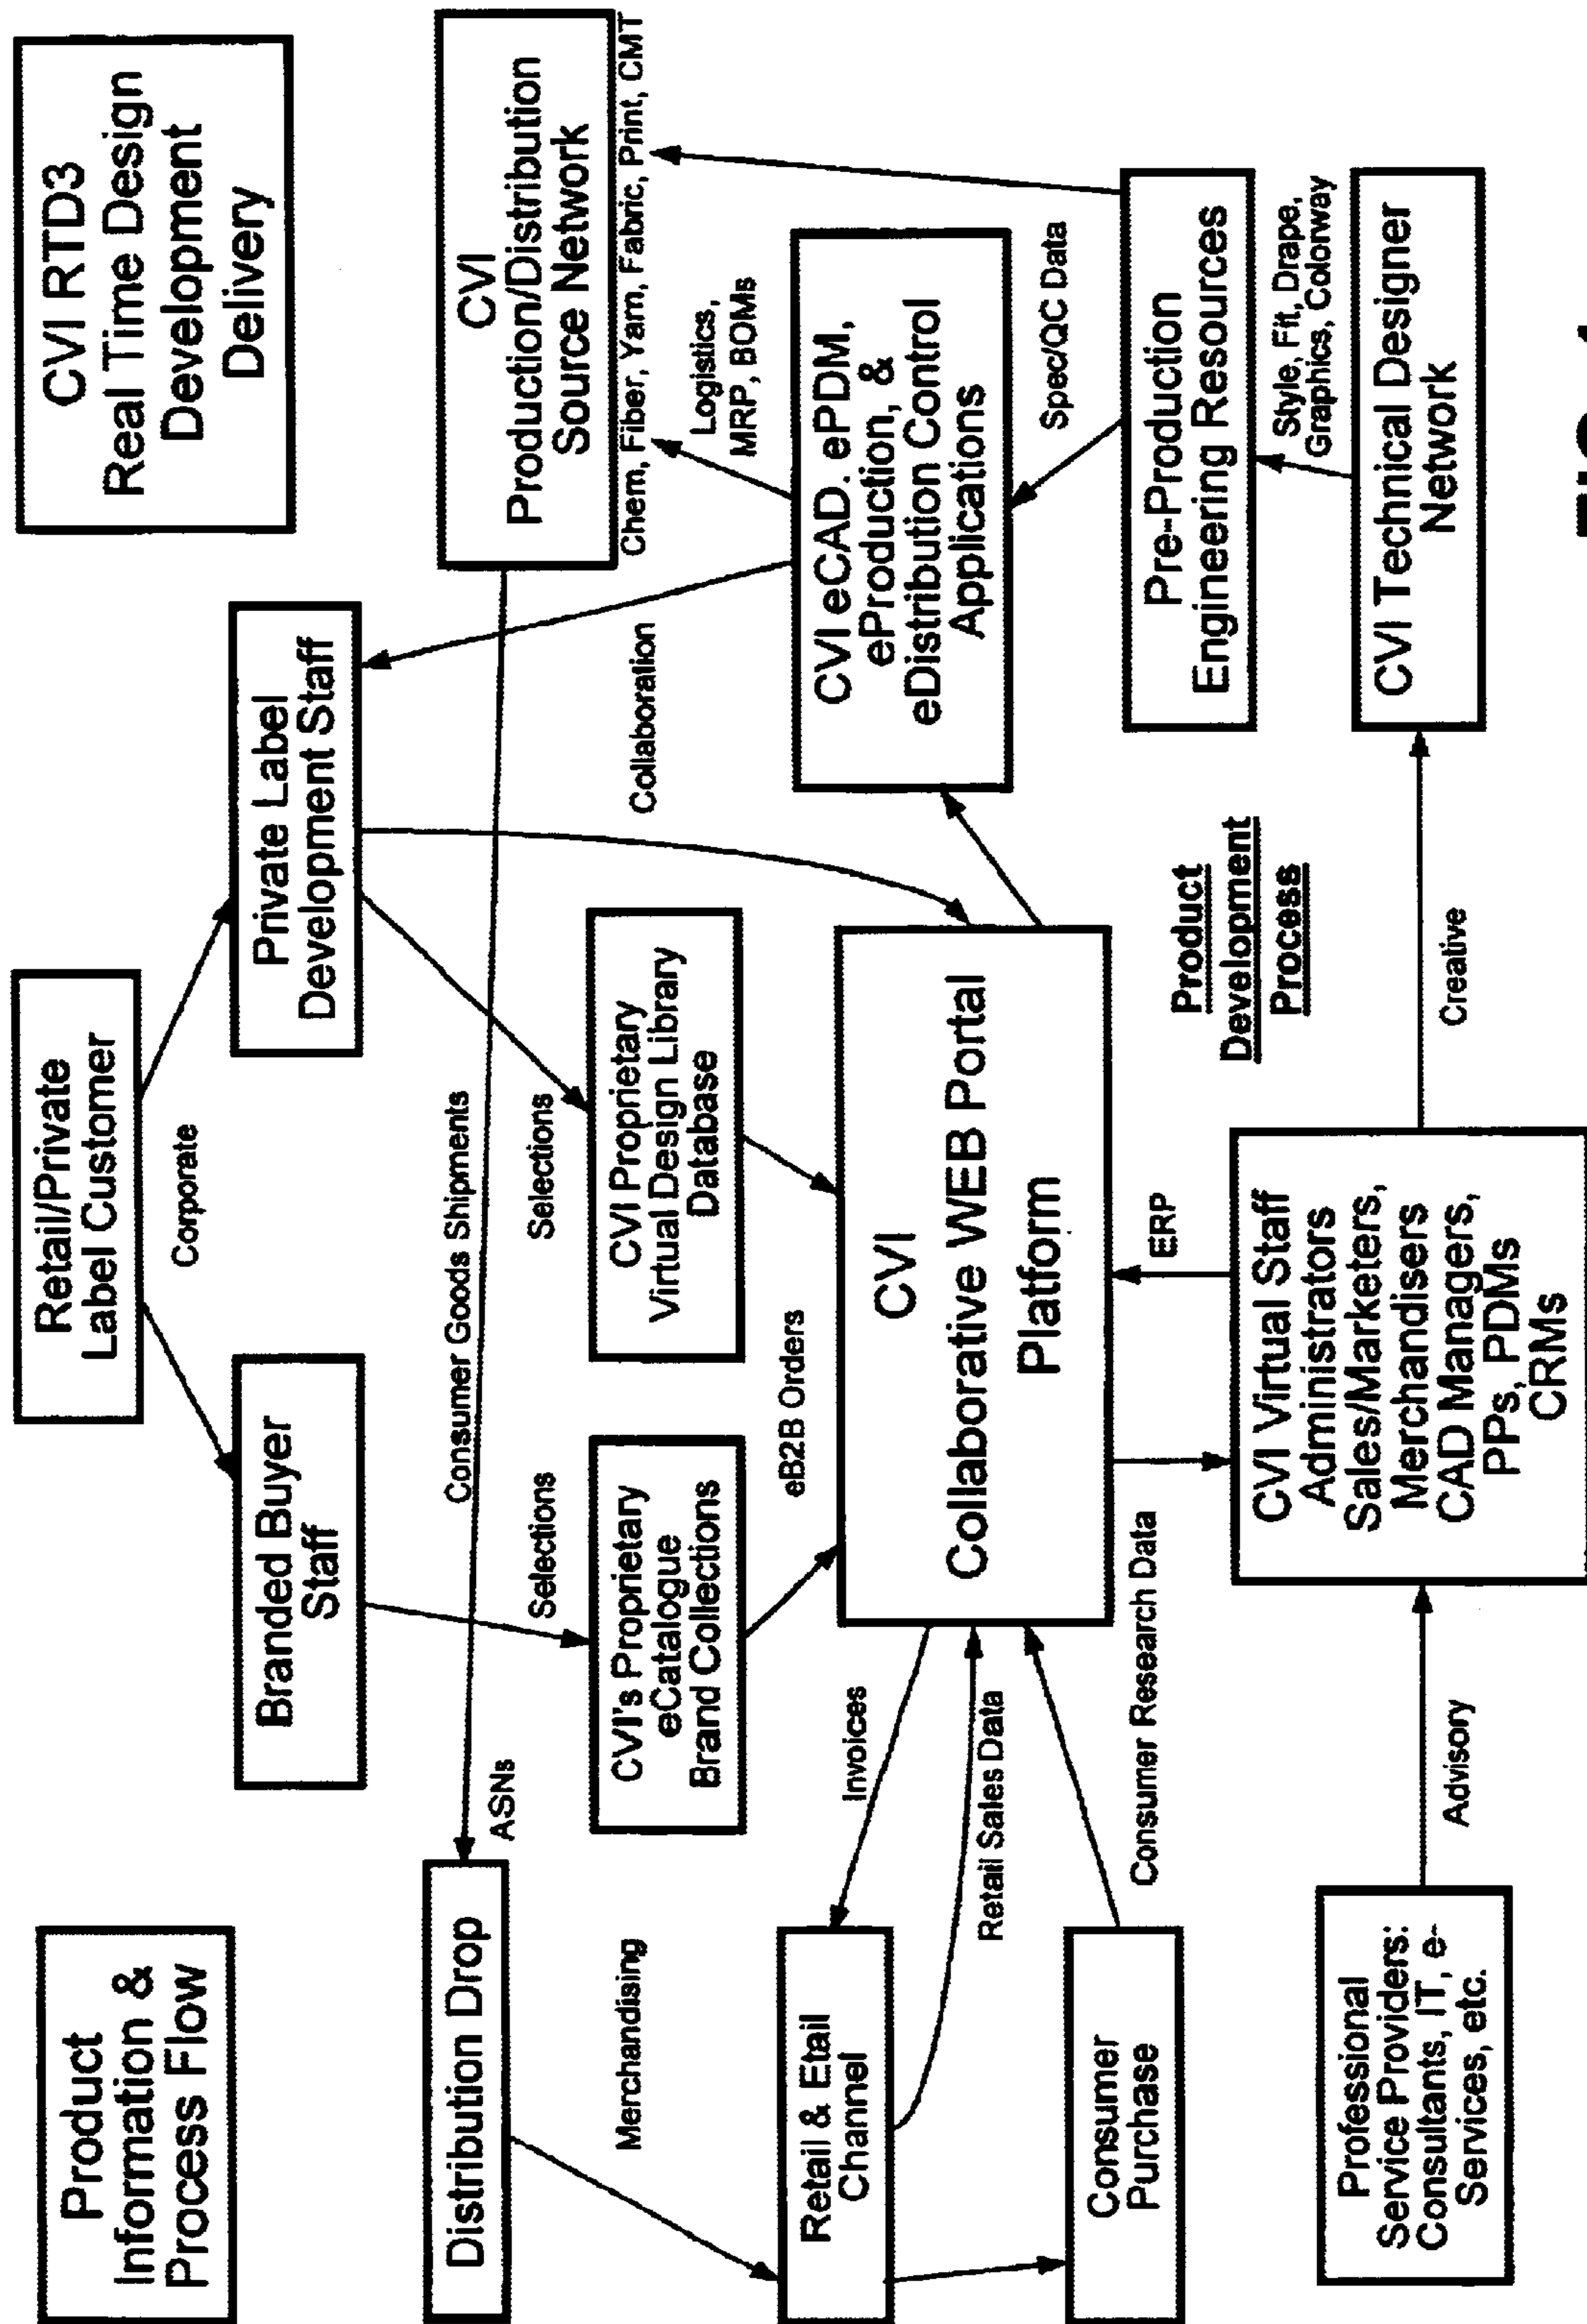 Product
Information &
Process Flow
Retail/Private
Label Customer
CVI RTD3
Real Time Design
Development
Delivery
Corporate
Branded Buyer
Staff
Private Label
Development Staff
Distribution Drop
ASNs
Consumer Goods Shipments
CVI
Production/Distribution
Source Network
Chem, Fiber, Yarn, Fabric, Print, CMT
Selections
Selections
Collaboration
Merchandising
CVI's Proprietary
eCatalogue
Brand Collections
CVI Proprietary
Virtual Design Library
Database
Logistics,
MRP, BOMs
eB2B Orders
Retail & Etail
Channel
Invoices
Retail Sales Data
CVI
Collaborative WEB Portal
Platform
CVI eCAD. ePDM,
eProduction, &
eDistribution Control
Applications
Spec/QC Data
Consumer
Purchase
Consumer Research Data
ERP
Product
Development
Process
Pre-Production
Engineering Resources
Style, Fit, Drape,
Graphics, Colorway
Professional
Service Providers:
Consultants, IT, e-
Services, etc.
Advisory
CVI Virtual Staff
Administrators
Sales/Marketers,
Merchandisers
CAD Managers,
PPs, PDMs
CRMs
Creative
CVI Technical Designer
Network